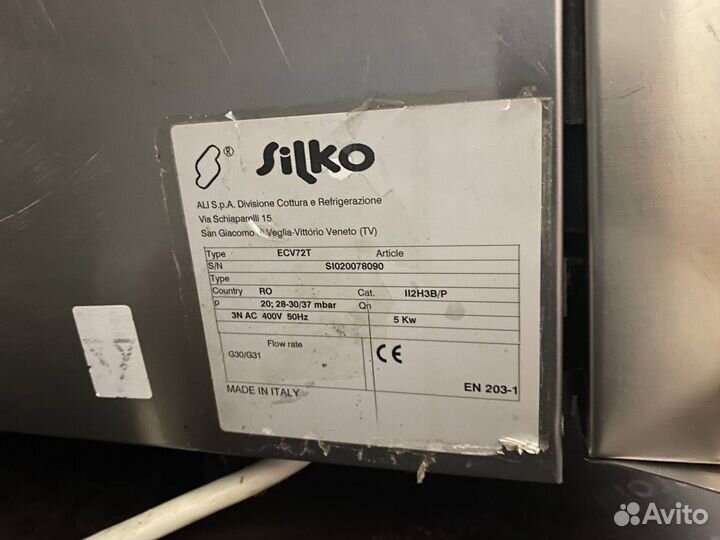 ® Silko
ALI S.p.A. Divisione Cottura e Refrigerazione
Via Schiaparelli 15
San Giacomo Veglia-Vittorio Veneto (TV)
Type ECV72T Article
S/N SI020078090
Type
Country RO Cat. II2H3B/P
p 20; 28-30/37 mbar Qn
3N AC 400V 50Hz 5 Kw
Flow rate
G30/G31
CE
MADE IN ITALY EN 203-1
Avito